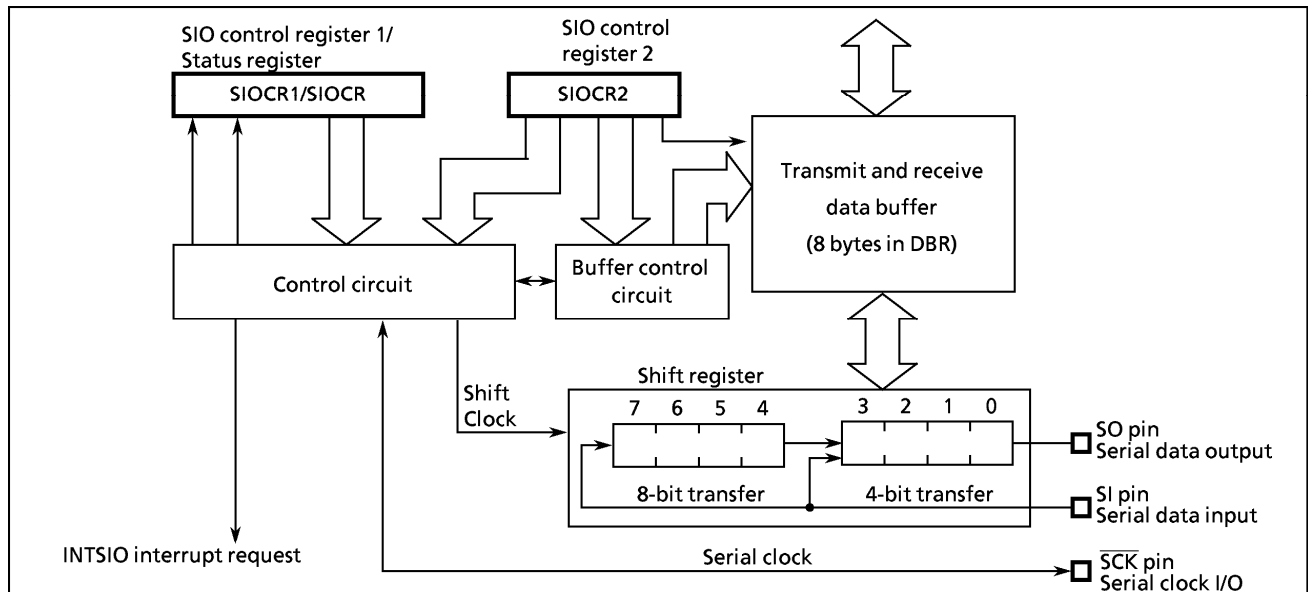 SIO control register 1/
Status register
SIOCR1/SIOCR
SIO control
register 2
SIOCR2
Transmit and receive
data buffer
(8 bytes in DBR)
Control circuit
Buffer control
circuit
Shift register
Shift
Clock
7 6 5 4 3 2 1 0
SO pin
Serial data output
8-bit transfer 4-bit transfer
SI pin
Serial data input
INTSIO interrupt request
Serial clock
S̅C̅K̅ pin
Serial clock I/O